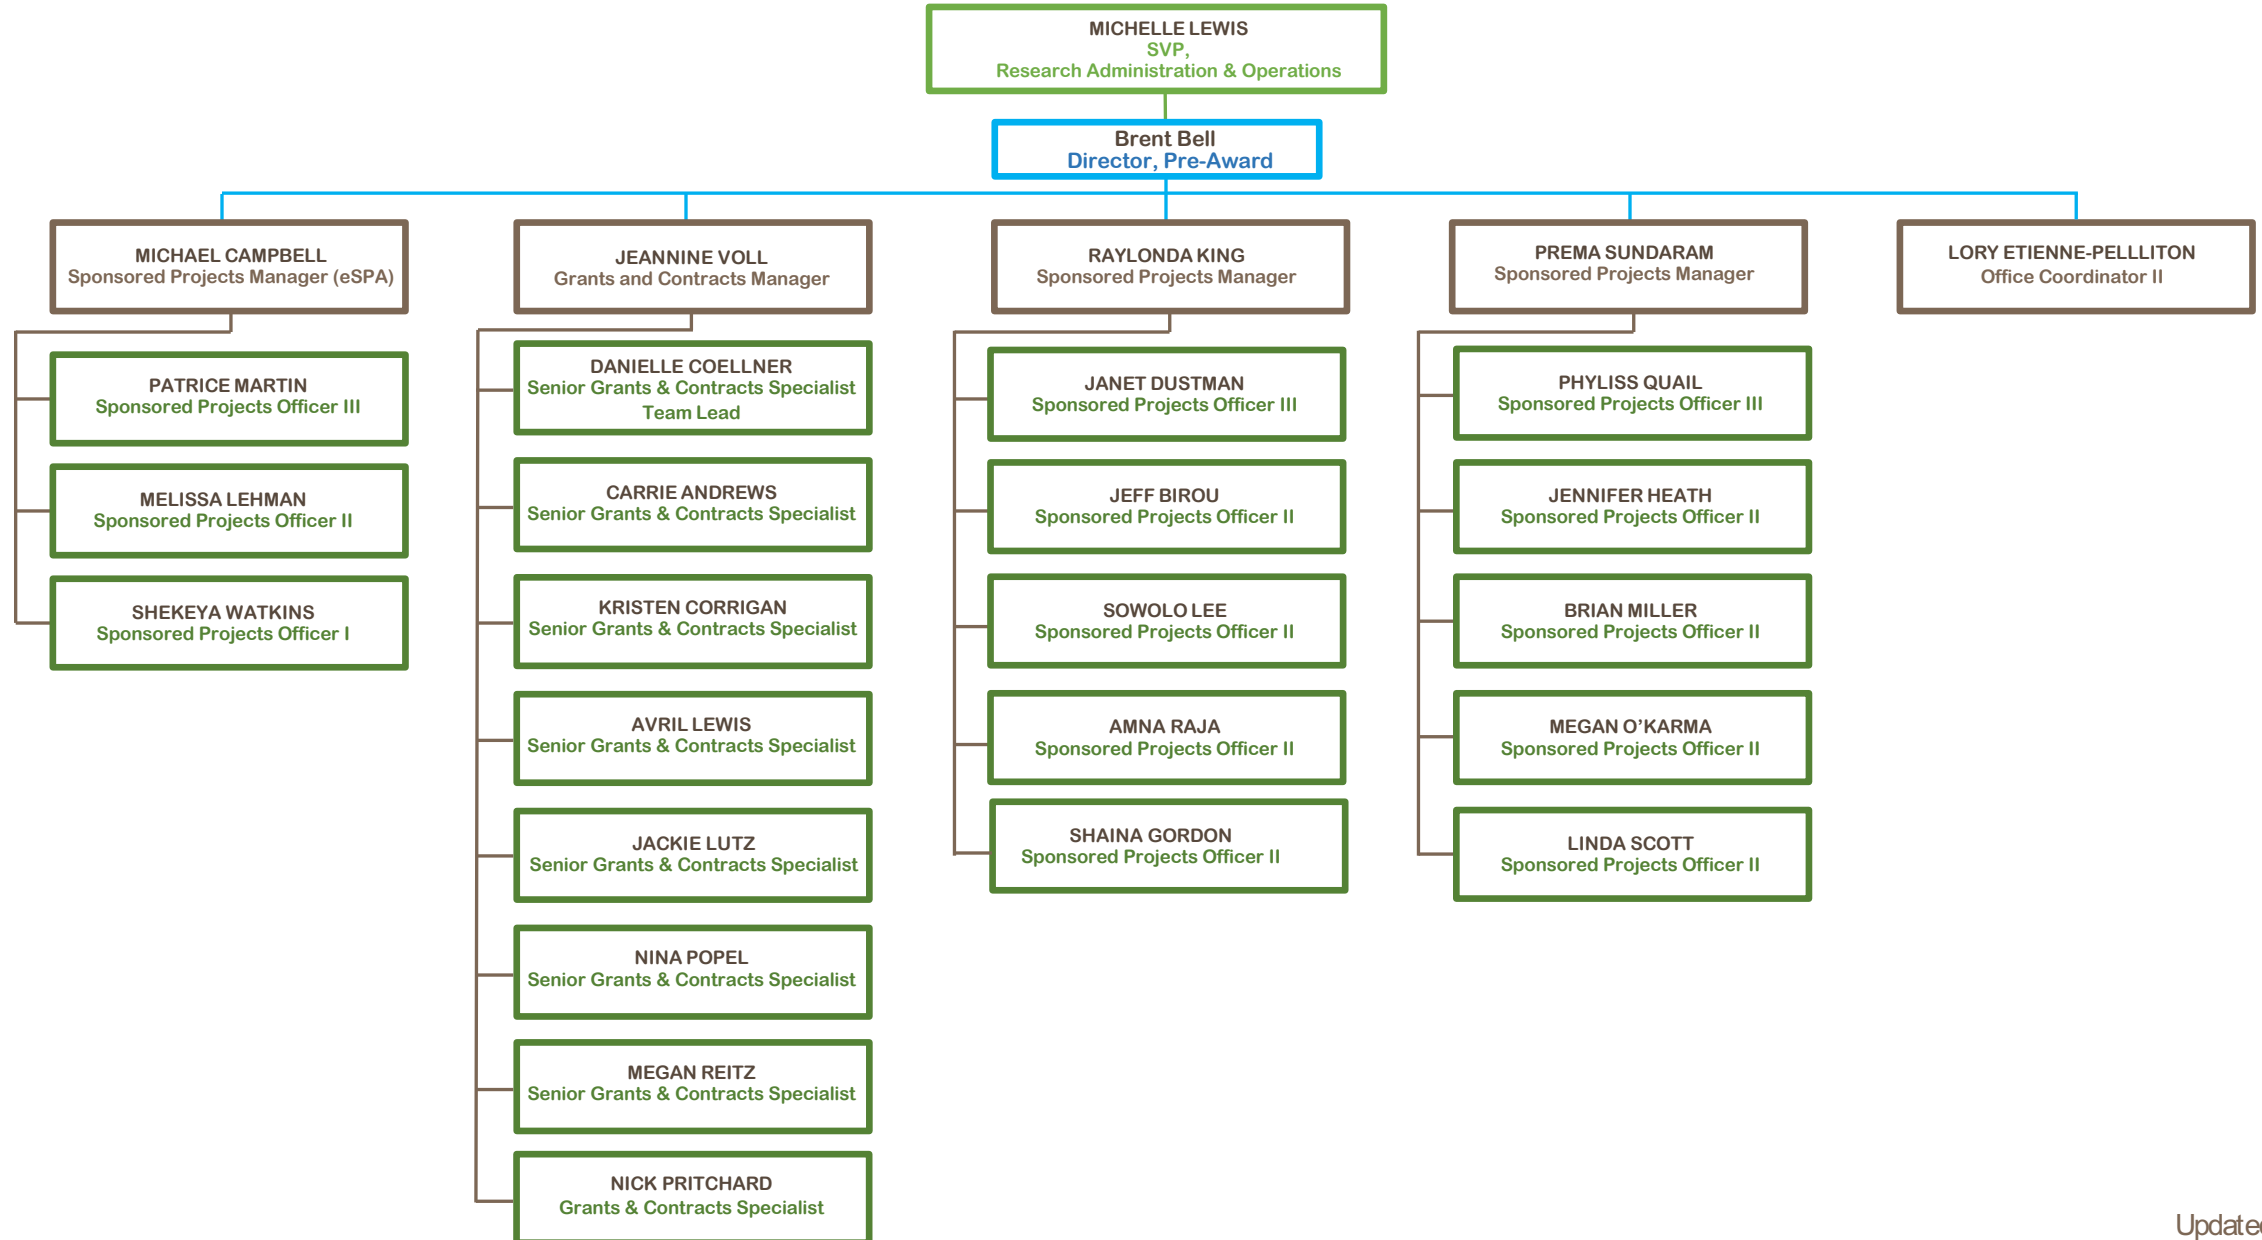 MICHELLE LEWIS
SVP,
Research Administration & Operations
Brent Bell
Director, Pre-Award
MICHAEL CAMPBELL
Sponsored Projects Manager (eSPA)
JEANNINE VOLL
Grants and Contracts Manager
RAYLONDA KING
Sponsored Projects Manager
PREMA SUNDARAM
Sponsored Projects Manager
LORY ETIENNE-PELLLITON
Office Coordinator II
PATRICE MARTIN
Sponsored Projects Officer III
MELISSA LEHMAN
Sponsored Projects Officer II
SHEKEYA WATKINS
Sponsored Projects Officer I
DANIELLE COELLNER
Senior Grants & Contracts Specialist
Team Lead
CARRIE ANDREWS
Senior Grants & Contracts Specialist
KRISTEN CORRIGAN
Senior Grants & Contracts Specialist
AVRIL LEWIS
Senior Grants & Contracts Specialist
JACKIE LUTZ
Senior Grants & Contracts Specialist
NINA POPEL
Senior Grants & Contracts Specialist
MEGAN REITZ
Senior Grants & Contracts Specialist
NICK PRITCHARD
Grants & Contracts Specialist
JANET DUSTMAN
Sponsored Projects Officer III
JEFF BIROU
Sponsored Projects Officer II
SOWOLO LEE
Sponsored Projects Officer II
AMNA RAJA
Sponsored Projects Officer II
SHAINA GORDON
Sponsored Projects Officer II
PHYLISS QUAIL
Sponsored Projects Officer III
JENNIFER HEATH
Sponsored Projects Officer II
BRIAN MILLER
Sponsored Projects Officer II
MEGAN O’KARMA
Sponsored Projects Officer II
LINDA SCOTT
Sponsored Projects Officer II